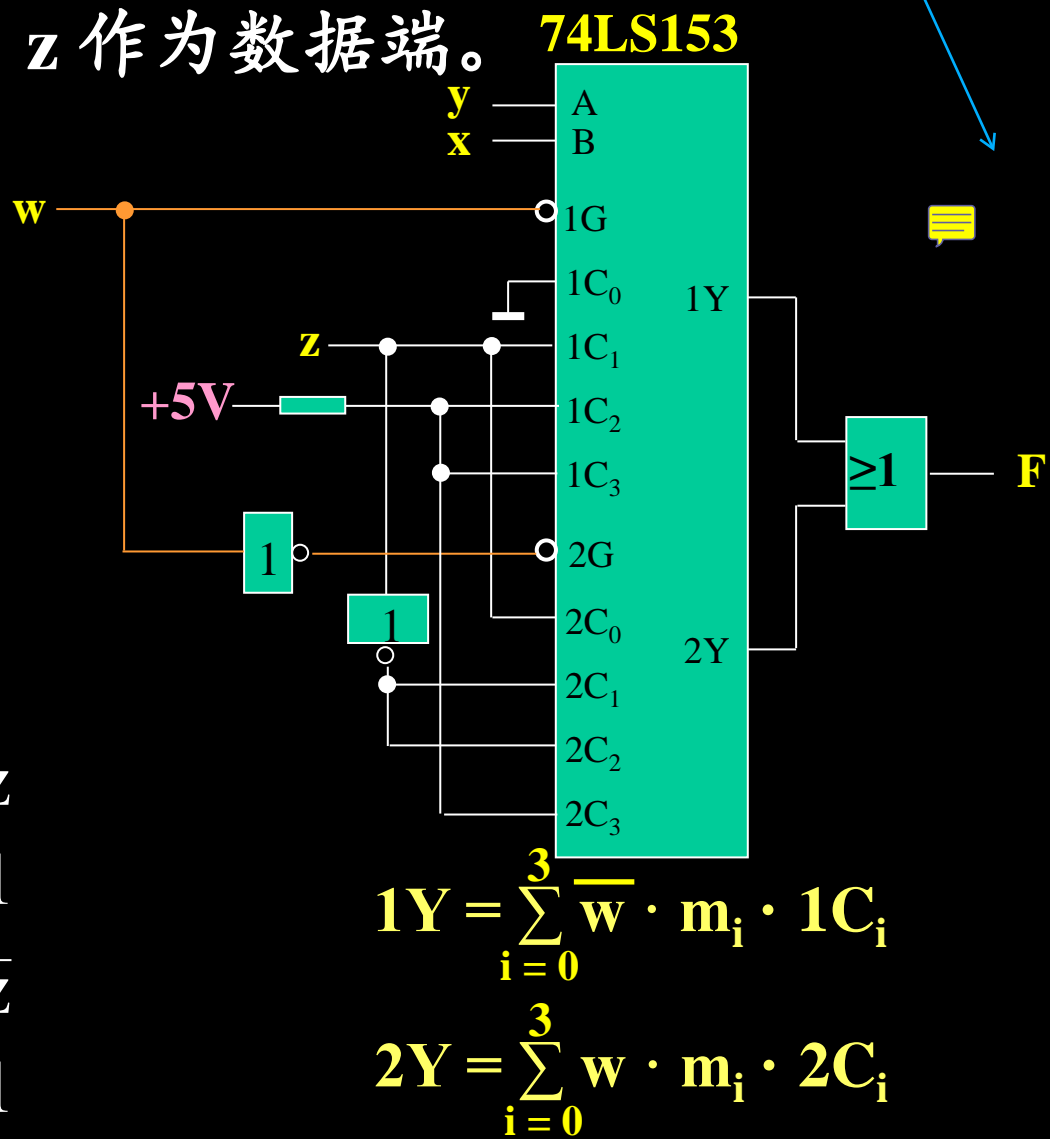 z 作为数据端。
74LS153
y
A
x
B
w
1G
1C₀
1Y
z
1C₁
+5V
1C₂
≥1
F
1C₃
1
2G
1
2C₀
2Y
2C₁
2C₂
z
2C₃
1Y = ∑ w̅ · mᵢ · 1Cᵢ
3
i = 0
z̅
2Y = ∑ w · mᵢ · 2Cᵢ
3
i = 0